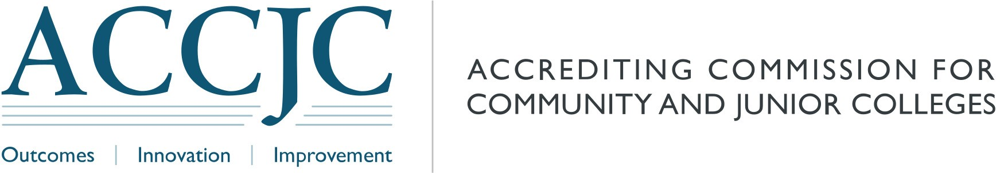 ACCJC
Outcomes | Innovation | Improvement
ACCREDITING COMMISSION FOR
COMMUNITY AND JUNIOR COLLEGES